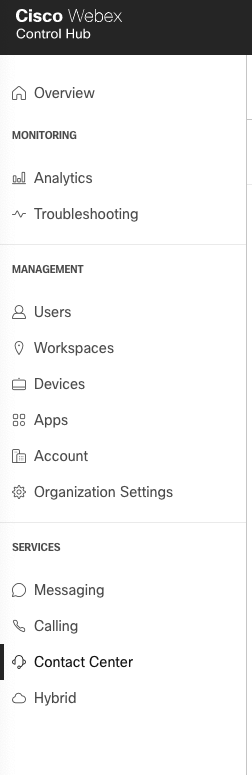 Cisco Webex
Control Hub
Overview
MONITORING
Analytics
Troubleshooting
MANAGEMENT
Users
Workspaces
Devices
Apps
Account
Organization Settings
SERVICES
Messaging
Calling
Contact Center
Hybrid